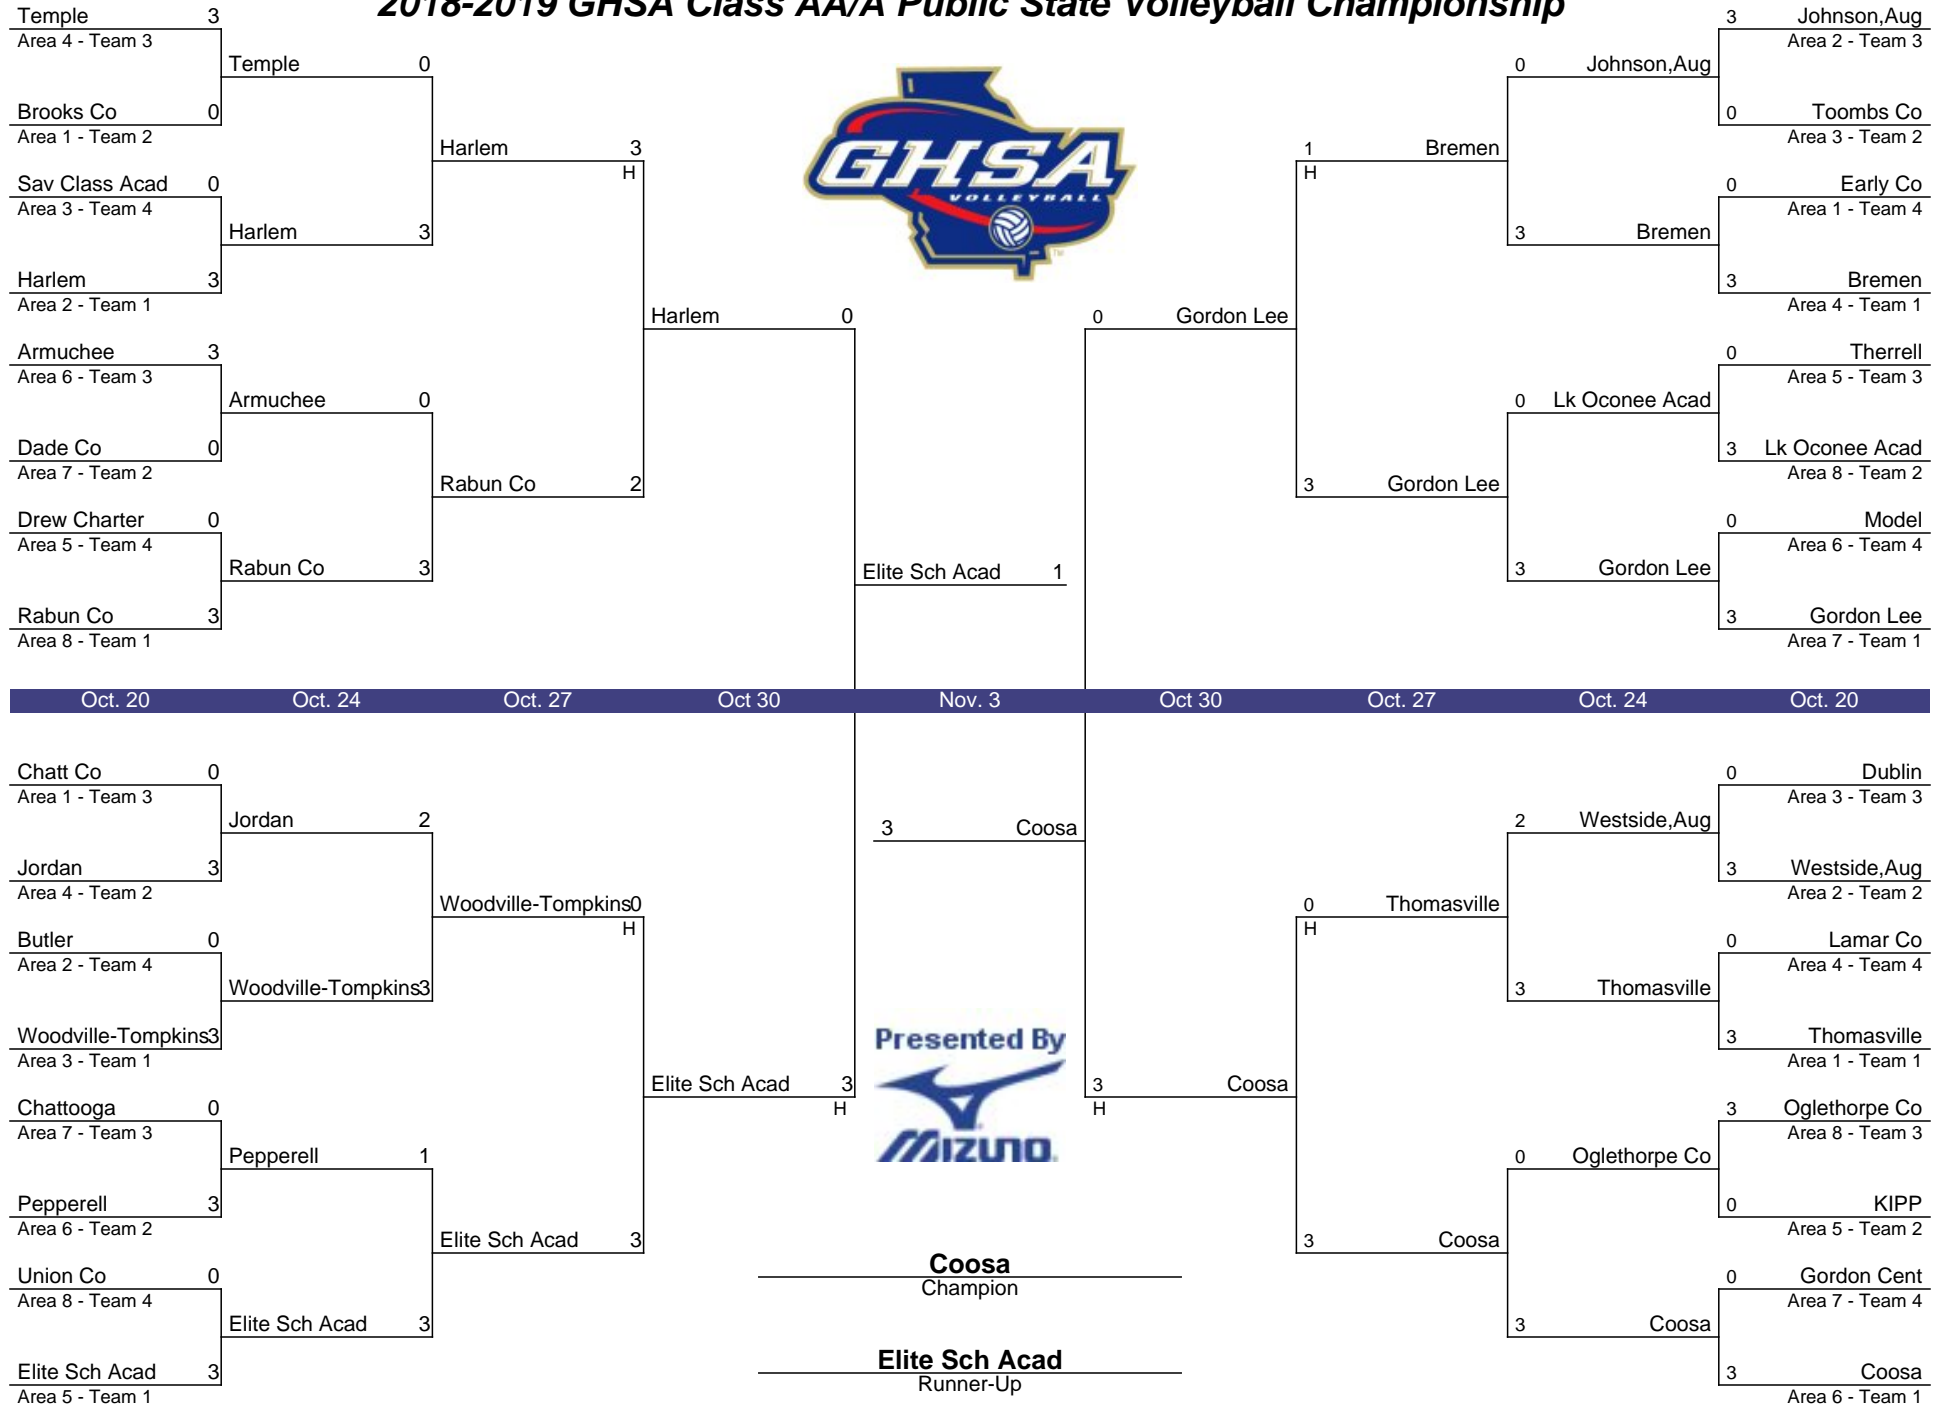 2018-2019 GHSA Class AA/A Public State Volleyball Championship
Temple 3
Area 4 - Team 3
Brooks Co 0
Area 1 - Team 2
Sav Class Acad 0
Area 3 - Team 4
Harlem 3
Area 2 - Team 1
Armuchee 3
Area 6 - Team 3
Dade Co 0
Area 7 - Team 2
Drew Charter 0
Area 5 - Team 4
Rabun Co 3
Area 8 - Team 1
Temple 0
Harlem 3
Armuchee 0
Rabun Co 3
Harlem 3
H
Rabun Co 2
Harlem 0
GHSA
VOLLEYBALL
TM
Elite Sch Acad 1
0 Gordon Lee
1 Bremen
H
3 Gordon Lee
0 Johnson,Aug
3 Bremen
0 Lk Oconee Acad
3 Gordon Lee
3 Johnson,Aug
Area 2 - Team 3
0 Toombs Co
Area 3 - Team 2
0 Early Co
Area 1 - Team 4
3 Bremen
Area 4 - Team 1
0 Therrell
Area 5 - Team 3
3 Lk Oconee Acad
Area 8 - Team 2
0 Model
Area 6 - Team 4
3 Gordon Lee
Area 7 - Team 1
Oct. 20 Oct. 24 Oct. 27 Oct 30 Nov. 3 Oct 30 Oct. 27 Oct. 24 Oct. 20
Chatt Co 0
Area 1 - Team 3
Jordan 3
Area 4 - Team 2
Butler 0
Area 2 - Team 4
Woodville-Tompkins3
Area 3 - Team 1
Chattooga 0
Area 7 - Team 3
Pepperell 3
Area 6 - Team 2
Union Co 0
Area 8 - Team 4
Elite Sch Acad 3
Area 5 - Team 1
Jordan 2
Woodville-Tompkins3
Pepperell 1
Elite Sch Acad 3
Woodville-Tompkins0
H
Elite Sch Acad 3
Elite Sch Acad 3
H
3 Coosa
Presented By
MIZUNO
3 Coosa
H
0 Thomasville
H
3 Coosa
2 Westside,Aug
3 Thomasville
0 Oglethorpe Co
3 Coosa
0 Dublin
Area 3 - Team 3
3 Westside,Aug
Area 2 - Team 2
0 Lamar Co
Area 4 - Team 4
3 Thomasville
Area 1 - Team 1
3 Oglethorpe Co
Area 8 - Team 3
0 KIPP
Area 5 - Team 2
0 Gordon Cent
Area 7 - Team 4
3 Coosa
Area 6 - Team 1
Coosa
Champion
Elite Sch Acad
Runner-Up